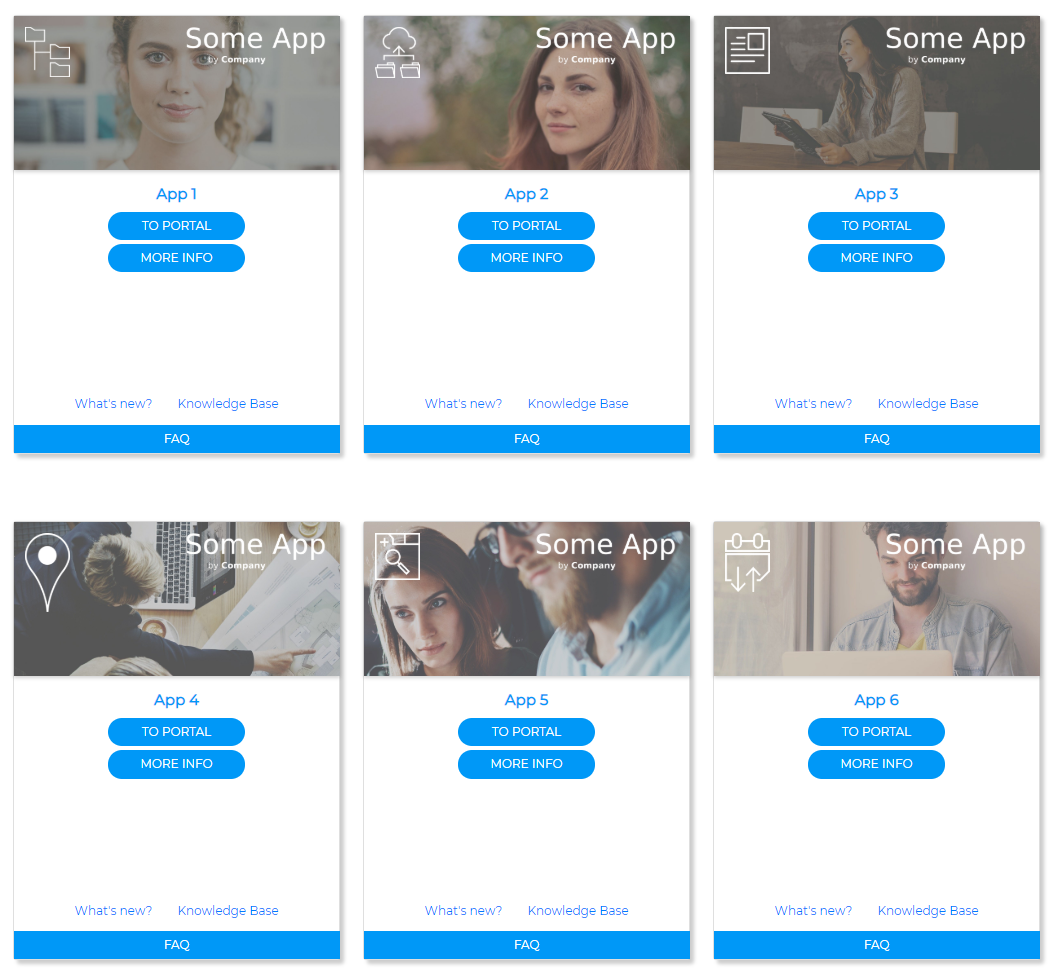 Some App
by Company
App 1
TO PORTAL
MORE INFO
What's new? Knowledge Base
FAQ
Some App
by Company
App 2
TO PORTAL
MORE INFO
What's new? Knowledge Base
FAQ
Some App
by Company
App 3
TO PORTAL
MORE INFO
What's new? Knowledge Base
FAQ
Some App
by Company
App 4
TO PORTAL
MORE INFO
What's new? Knowledge Base
FAQ
Some App
by Company
App 5
TO PORTAL
MORE INFO
What's new? Knowledge Base
FAQ
Some App
by Company
App 6
TO PORTAL
MORE INFO
What's new? Knowledge Base
FAQ